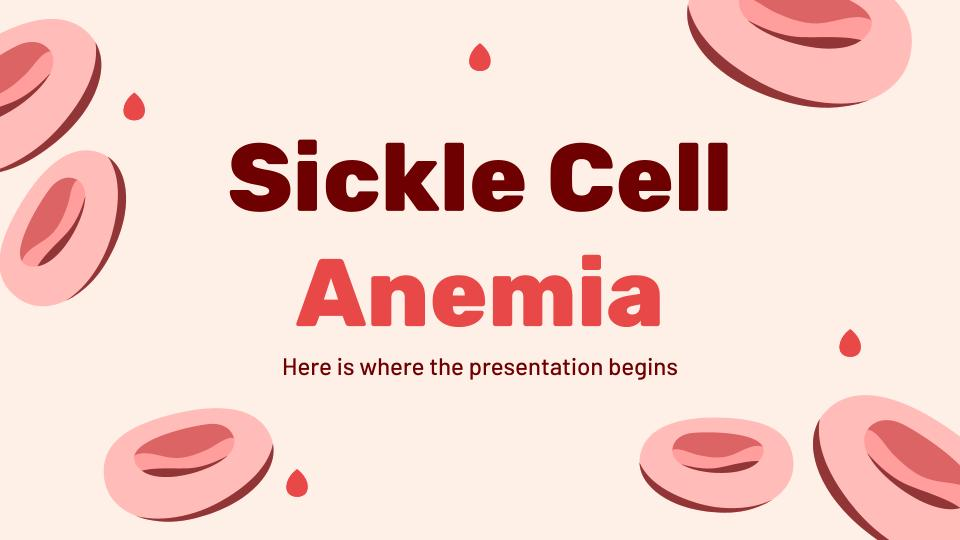 Sickle Cell
Anemia
Here is where the presentation begins